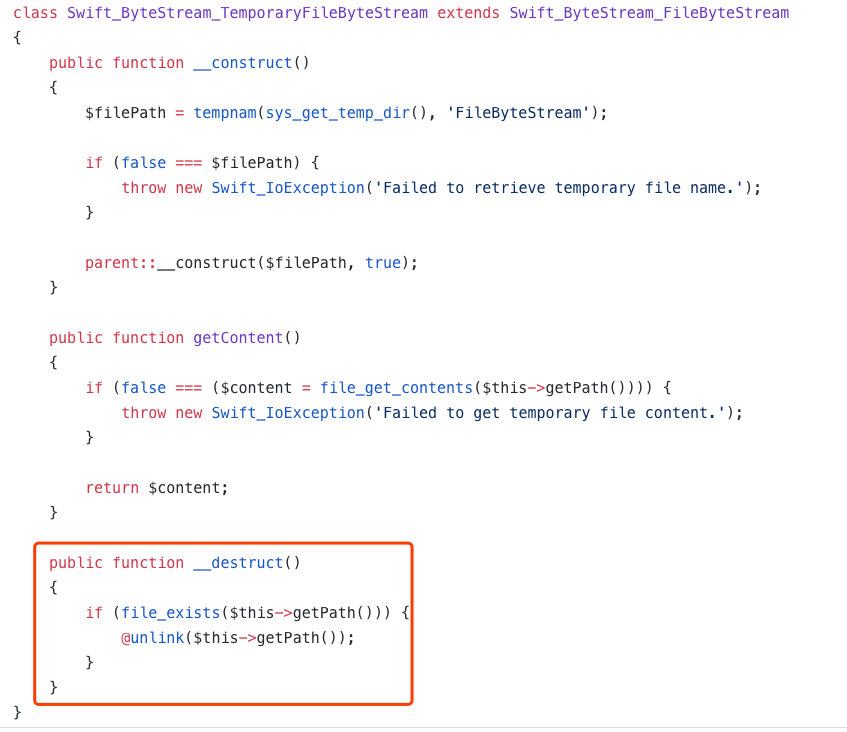 class Swift_ByteStream_TemporaryFileByteStream extends Swift_ByteStream_FileByteStream
{
    public function __construct()
    {
        $filePath = tempnam(sys_get_temp_dir(), 'FileByteStream');

        if (false === $filePath) {
            throw new Swift_IoException('Failed to retrieve temporary file name.');
        }

        parent::__construct($filePath, true);
    }

    public function getContent()
    {
        if (false === ($content = file_get_contents($this->getPath()))) {
            throw new Swift_IoException('Failed to get temporary file content.');
        }

        return $content;
    }

    public function __destruct()
    {
        if (file_exists($this->getPath())) {
            @unlink($this->getPath());
        }
    }
}